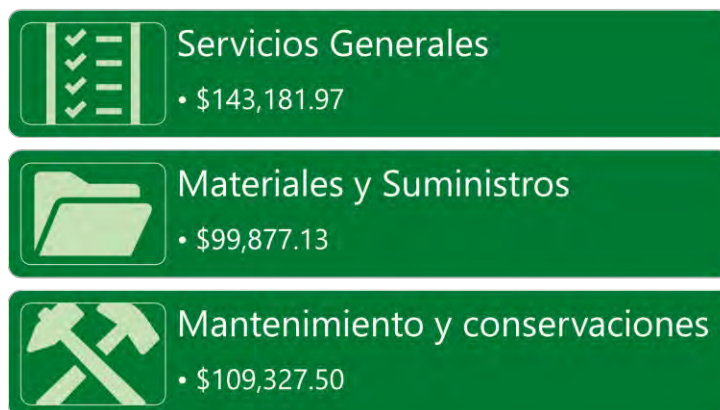 Servicios Generales
• $143,181.97
Materiales y Suministros
• $99,877.13
Mantenimiento y conservaciones
• $109,327.50